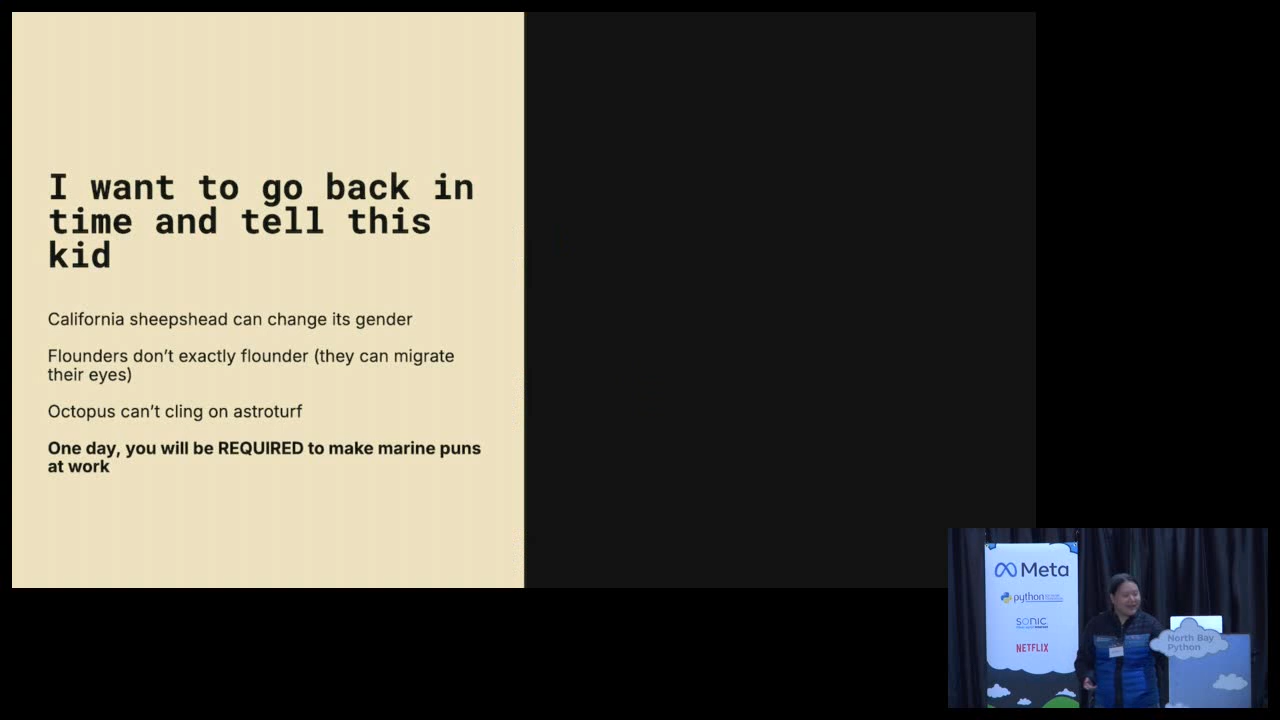 I want to go back in
time and tell this
kid
California sheepshead can change its gender
Flounders don’t exactly flounder (they can migrate
their eyes)
Octopus can’t cling on astroturf
One day, you will be REQUIRED to make marine puns
at work
Meta
python
sonic
NETFLIX
North Bay
Python